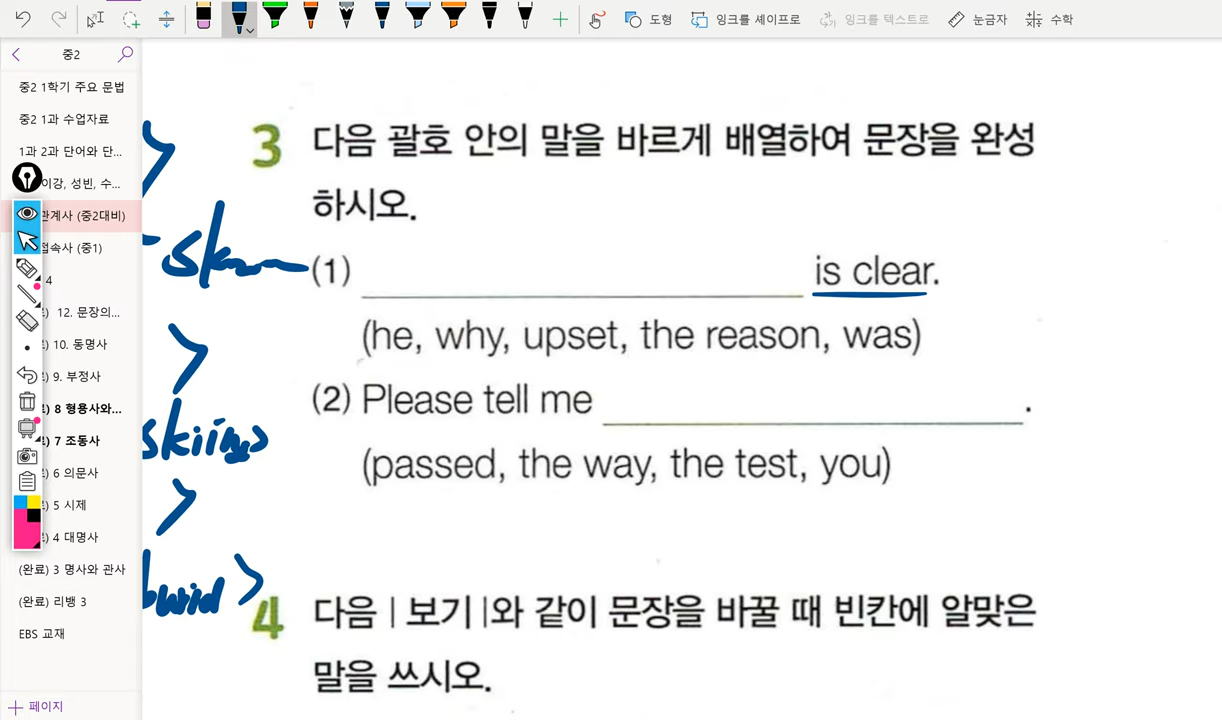 도형
잉크를 셰이프로
잉크를 텍스트로
눈금자
수학
중2
중2 1학기 주요 문법
중2 1과 수업자료
1과 2과 단어와 단...
이강, 성빈, 수...
관계사 (중2대비)
접속사 (중1)
4
) 12. 문장의...
) 10. 동명사
) 9. 부정사
) 8 형용사와...
) 7 조동사
) 6 의문사
) 5 시제
) 4 대명사
(완료) 3 명사와 관사
(완료) 리뱅 3
EBS 교재
페이지
3 다음 괄호 안의 말을 바르게 배열하여 문장을 완성
하시오.
(1) is clear.
(he, why, upset, the reason, was)
(2) Please tell me .
(passed, the way, the test, you)
skiing
4 다음 | 보기 |와 같이 문장을 바꿀 때 빈칸에 알맞은
말을 쓰시오.